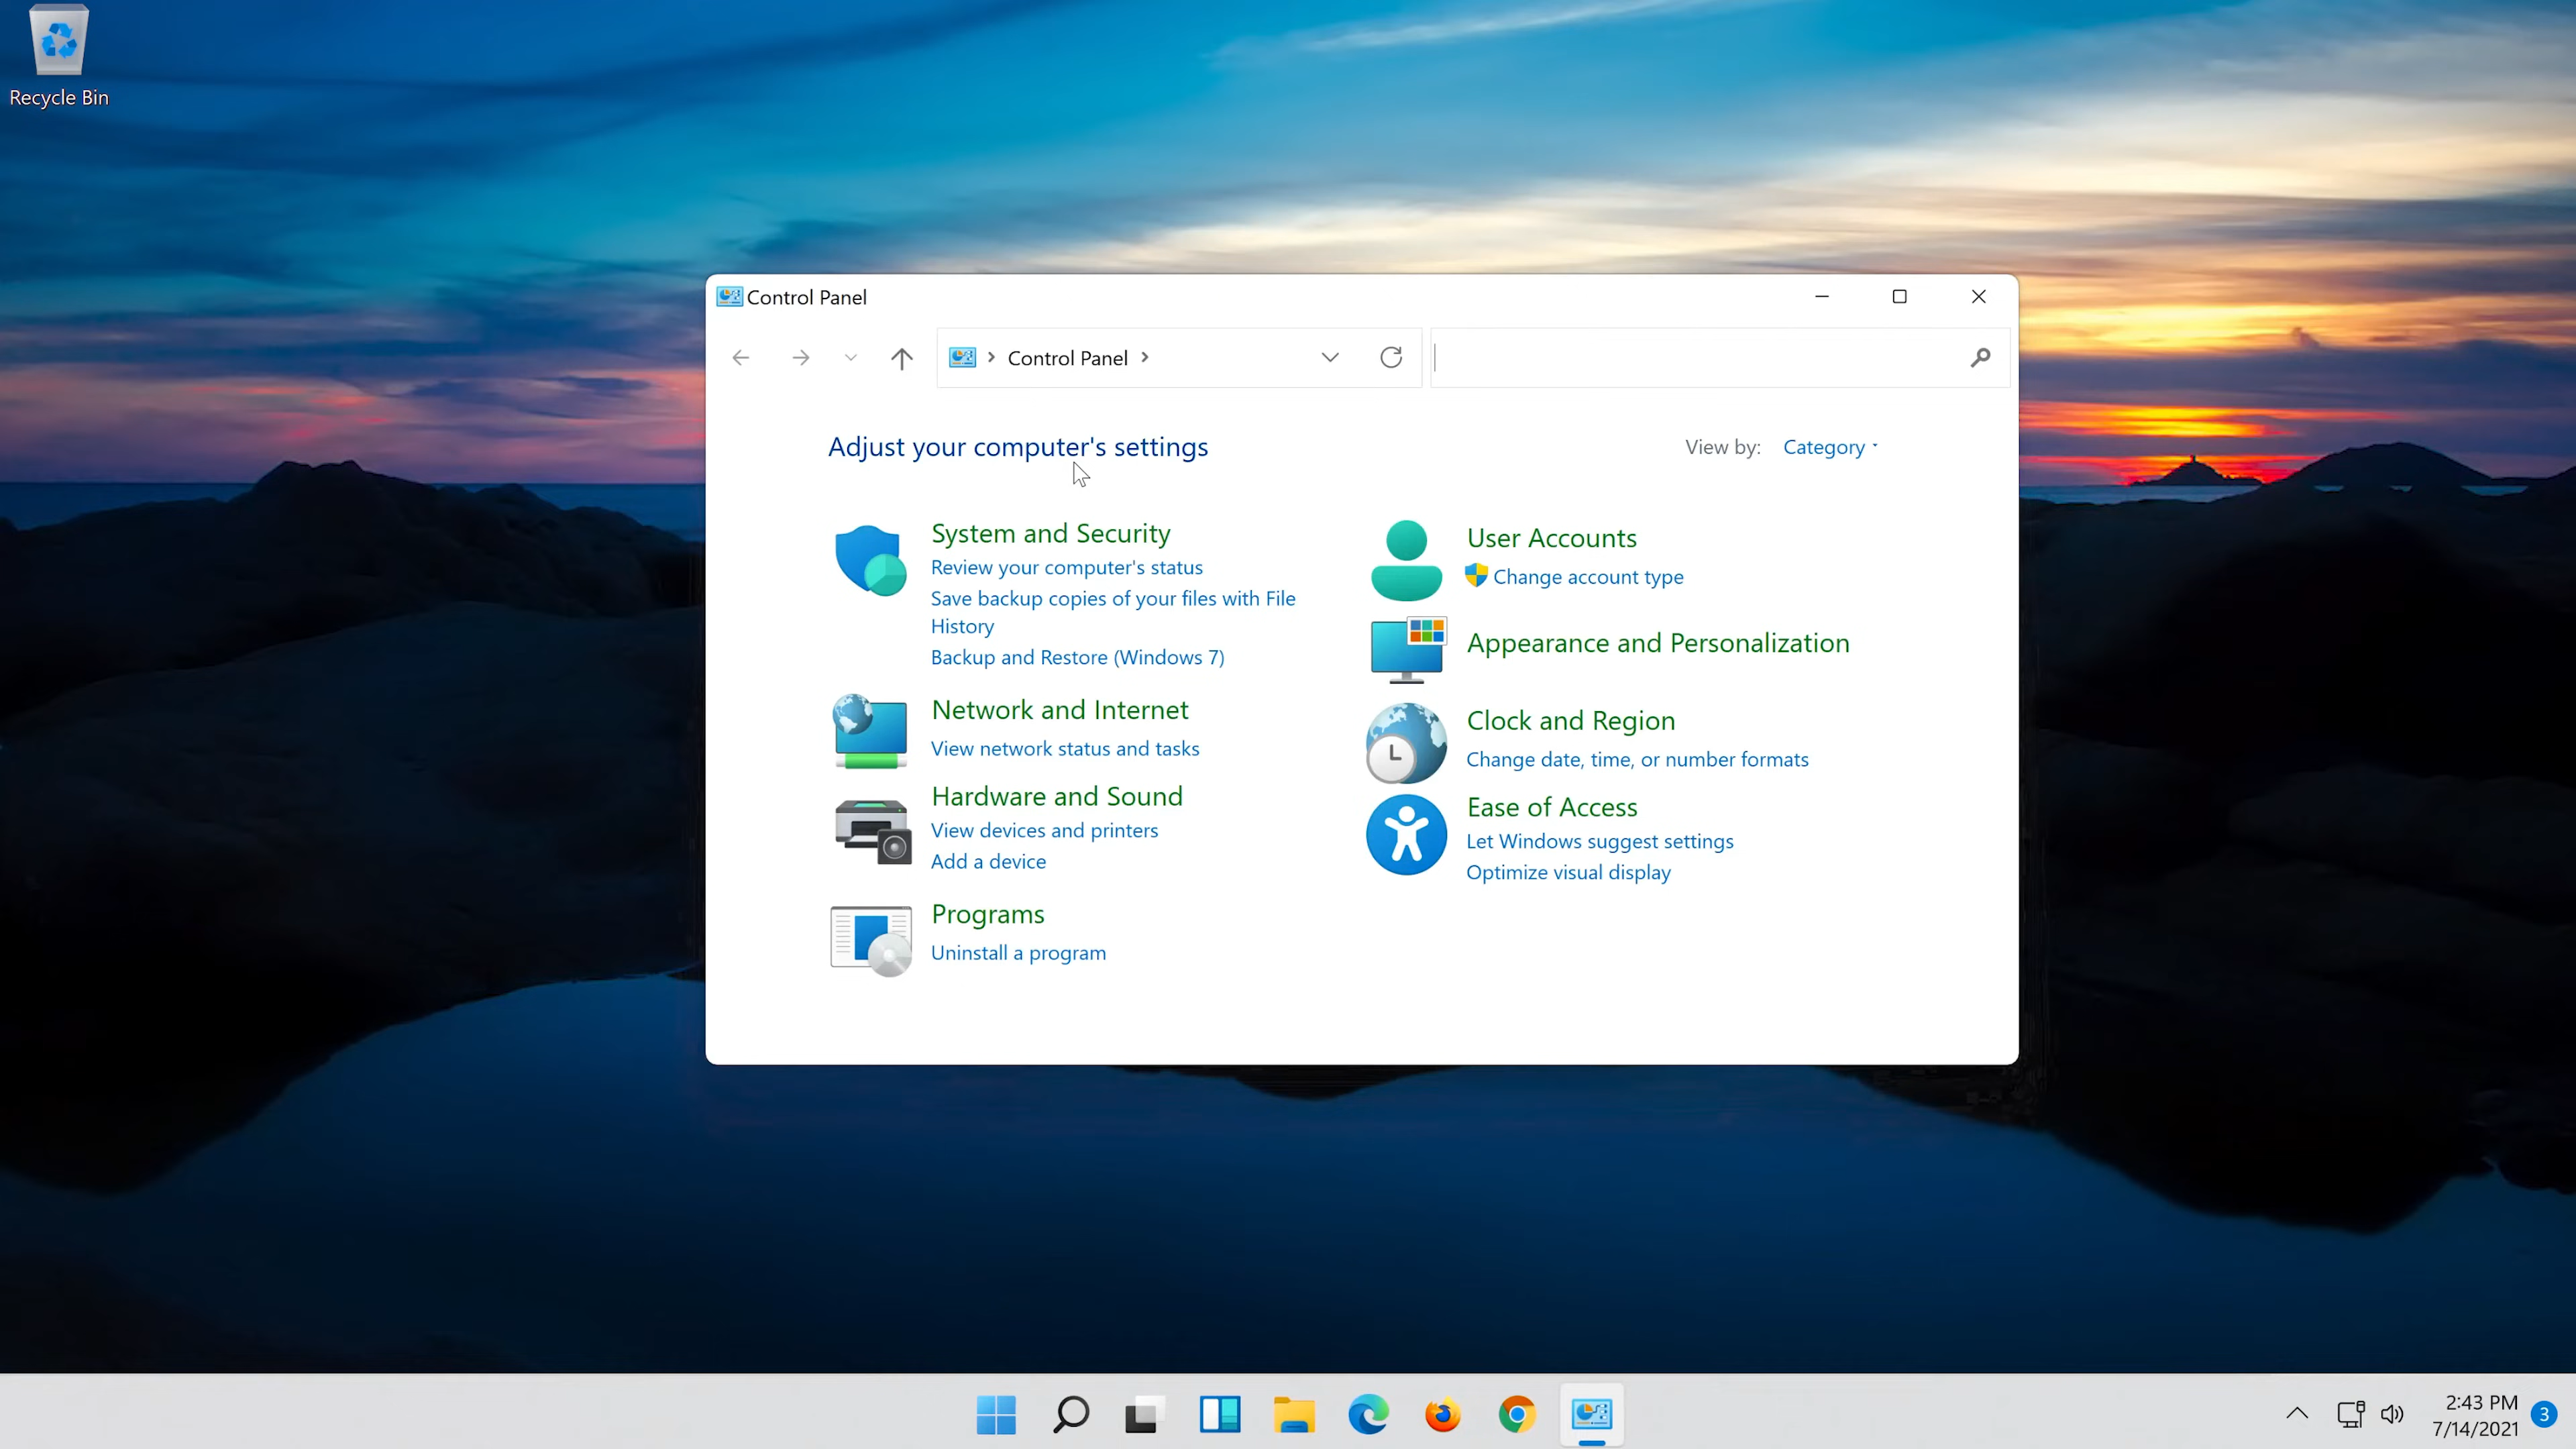 Recycle Bin
Control Panel
Control Panel
Adjust your computer's settings
View by: Category
System and Security
Review your computer's status
Save backup copies of your files with File
History
Backup and Restore (Windows 7)
Network and Internet
View network status and tasks
Hardware and Sound
View devices and printers
Add a device
Programs
Uninstall a program
User Accounts
Change account type
Appearance and Personalization
Clock and Region
Change date, time, or number formats
Ease of Access
Let Windows suggest settings
Optimize visual display
2:43 PM
7/14/2021
3